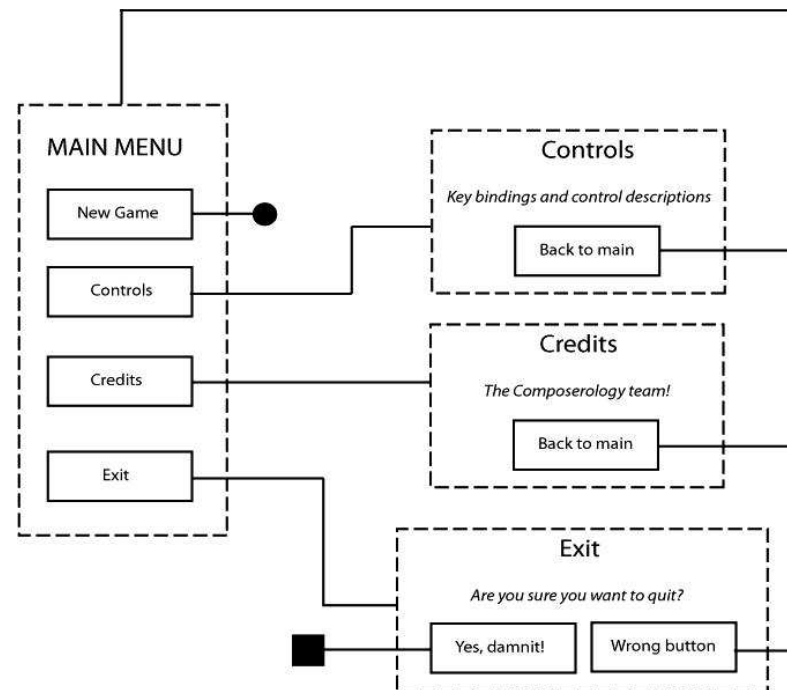 MAIN MENU
New Game
Controls
Credits
Exit
Controls
Key bindings and control descriptions
Back to main
Credits
The Composerology team!
Back to main
Exit
Are you sure you want to quit?
Yes, damnit!
Wrong button